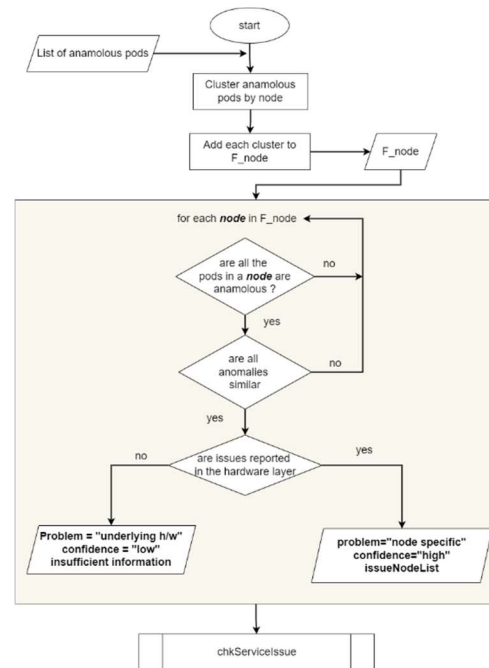 start
List of anamolous pods
Cluster anamolous
pods by node
Add each cluster to
F_node
F_node
for each node in F_node
are all the
pods in a node are
anamolous ?
no
yes
are all
anomalies
similar
no
yes
are issues reported
in the hardware layer
no
yes
Problem = "underlying h/w"
confidence = "low"
insufficient information
problem="node specific"
confidence="high"
issueNodeList
chkServiceIssue